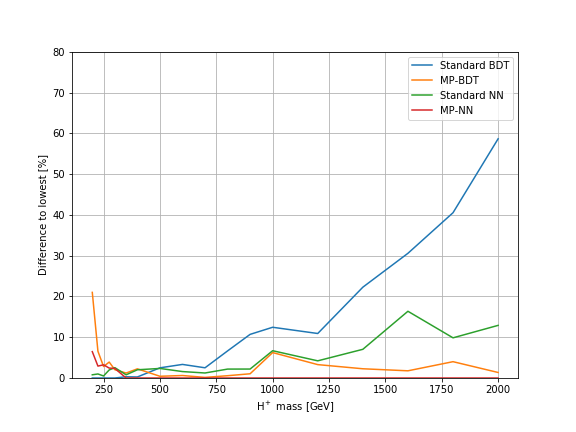 80
70
60
50
40
30
20
10
0
Difference to lowest [%]
Standard BDT
MP-BDT
Standard NN
MP-NN
250 500 750 1000 1250 1500 1750 2000
H⁺ mass [GeV]